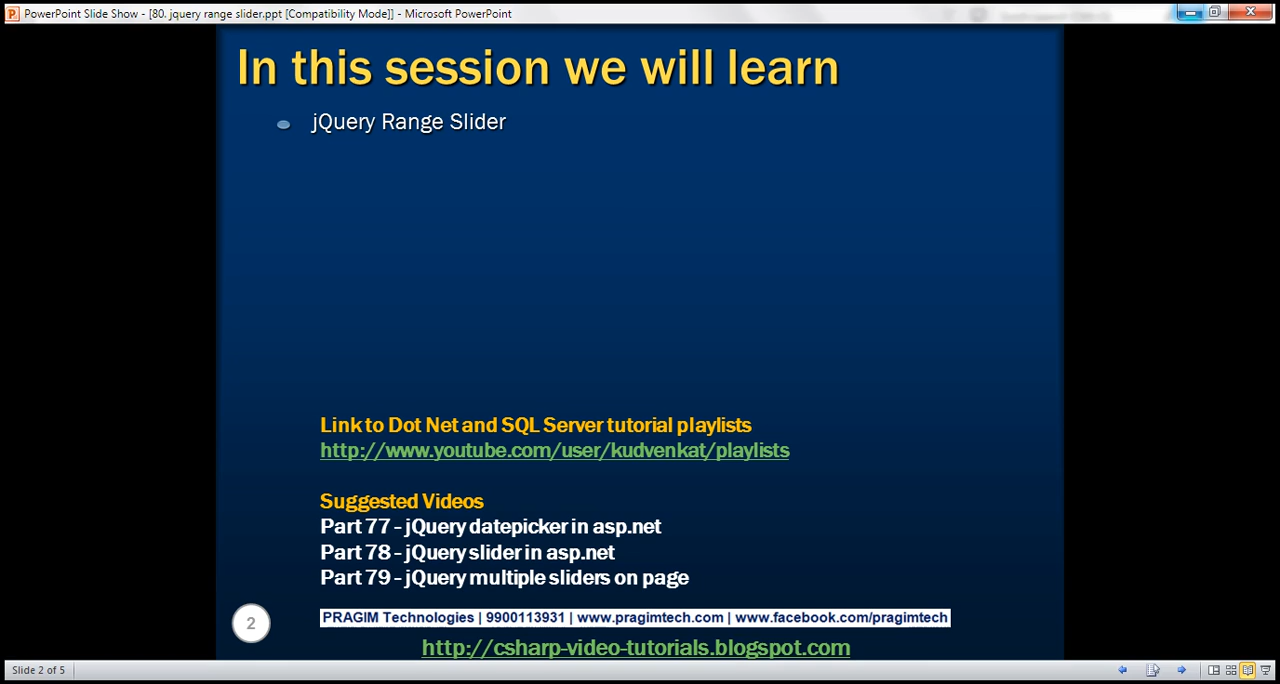 PowerPoint Slide Show - [80. jquery range slider.ppt [Compatibility Mode]] - Microsoft PowerPoint
In this session we will learn
jQuery Range Slider
Link to Dot Net and SQL Server tutorial playlists
http://www.youtube.com/user/kudvenkat/playlists
Suggested Videos
Part 77 - jQuery datepicker in asp.net
Part 78 - jQuery slider in asp.net
Part 79 - jQuery multiple sliders on page
2
PRAGIM Technologies | 9900113931 | www.pragimtech.com | www.facebook.com/pragimtech
http://csharp-video-tutorials.blogspot.com
Slide 2 of 5